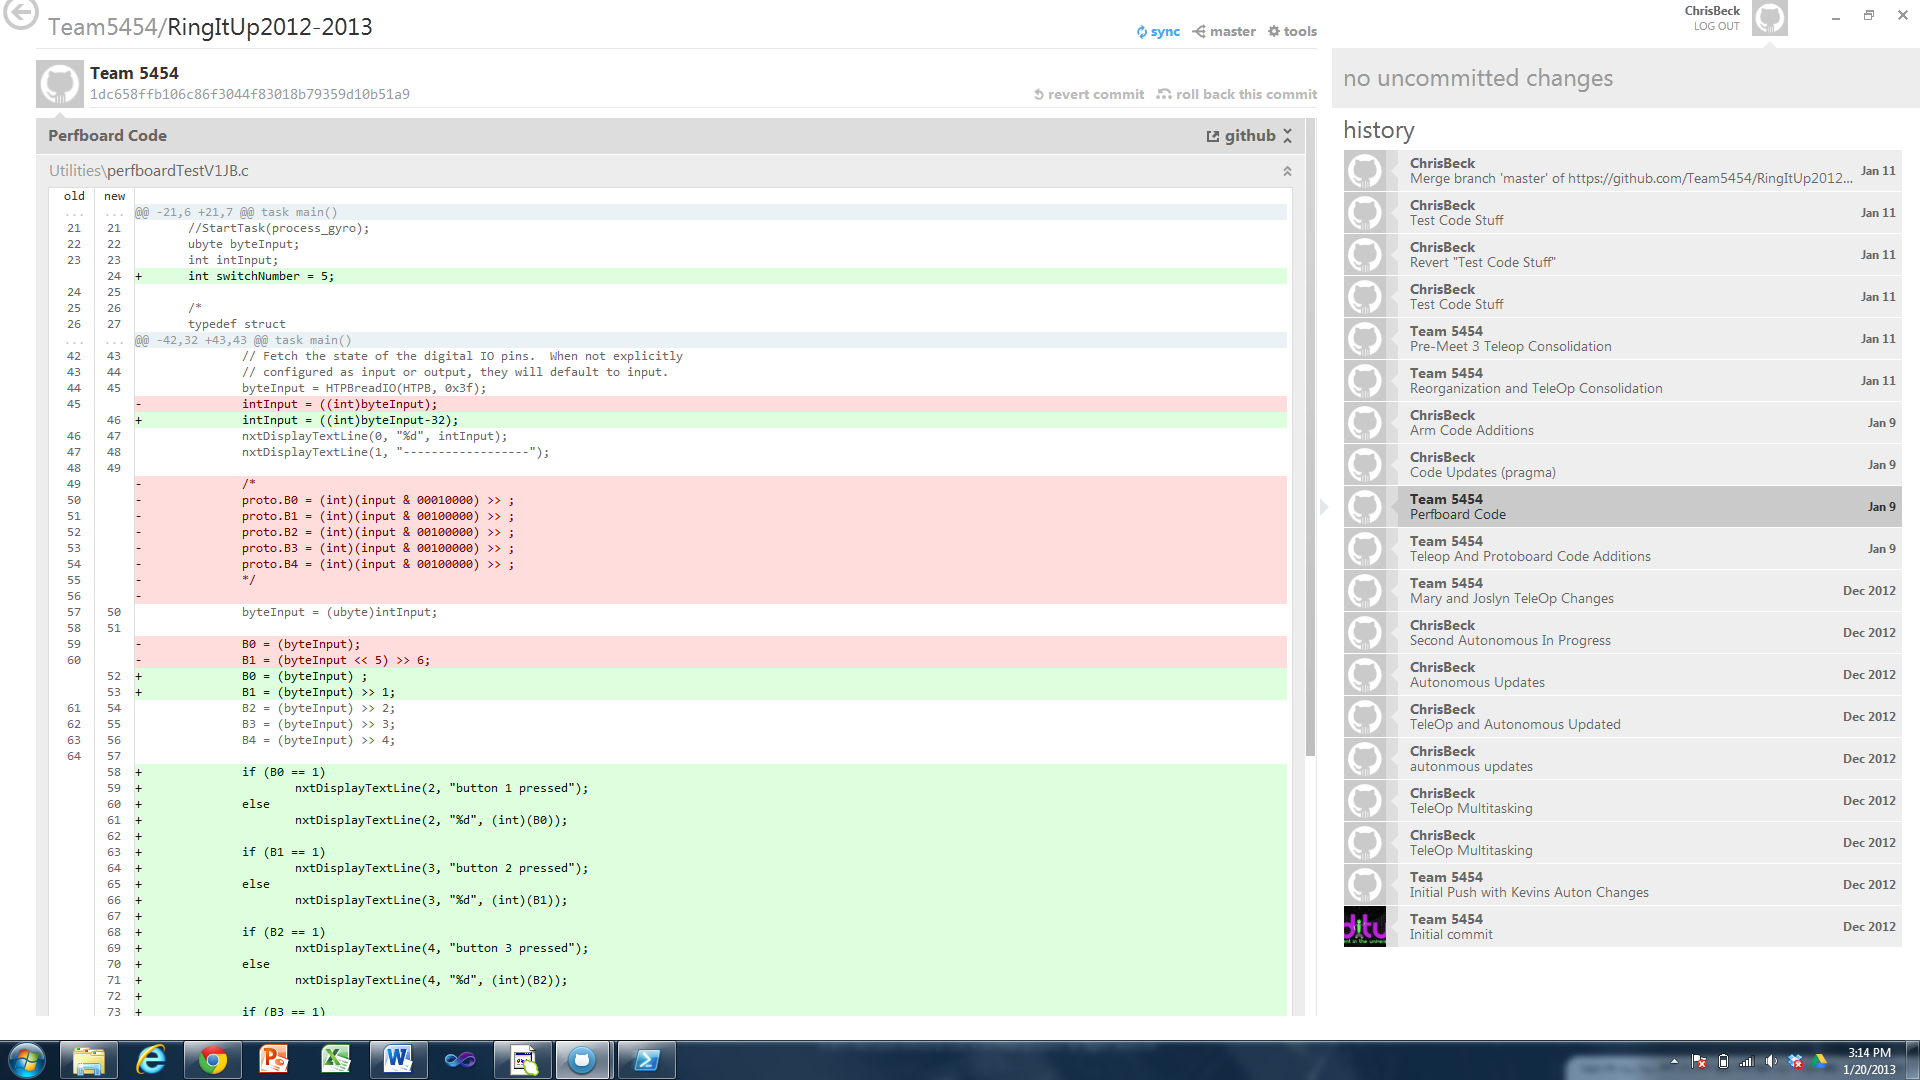 Team5454/RingItUp2012-2013
sync master tools
ChrisBeck
LOG OUT
Team 5454
1dc658ffb106c86f3044f83018b79359d10b51a9
revert commit roll back this commit
Perfboard Code
github
Utilities\perfboardTestV1JB.c
old new
... ... @@ -21,6 +21,7 @@ task main()
21 21 //StartTask(process_gyro);
22 22 ubyte byteInput;
23 23 int intInput;
24 + int switchNumber = 5;
24 25
25 26 /*
26 27 typedef struct
... ... @@ -42,32 +43,43 @@ task main()
42 43 // Fetch the state of the digital IO pins.  When not explicitly
43 44 // configured as input or output, they will default to input.
44 45 byteInput = HTPBreadIO(HTPB, 0x3f);
45 - intInput = ((int)byteInput);
46 + intInput = ((int)byteInput-32);
46 47 nxtDisplayTextLine(0, "%d", intInput);
47 48 nxtDisplayTextLine(1, "------------------");
48 49
49 - /*
50 - proto.B0 = (int)(input & 00010000) >> ;
51 - proto.B1 = (int)(input & 00100000) >> ;
52 - proto.B2 = (int)(input & 00100000) >> ;
53 - proto.B3 = (int)(input & 00100000) >> ;
54 - proto.B4 = (int)(input & 00100000) >> ;
55 - */
56 -
57 50 byteInput = (ubyte)intInput;
58 51
59 - B0 = (byteInput);
60 - B1 = (byteInput << 5) >> 6;
52 + B0 = (byteInput) ;
53 + B1 = (byteInput) >> 1;
61 54 B2 = (byteInput) >> 2;
62 55 B3 = (byteInput) >> 3;
63 56 B4 = (byteInput) >> 4;
64 57
58 + if (B0 == 1)
59 + nxtDisplayTextLine(2, "button 1 pressed");
60 + else
61 + nxtDisplayTextLine(2, "%d", (int)(B0));
62 +
63 + if (B1 == 1)
64 + nxtDisplayTextLine(3, "button 2 pressed");
65 + else
66 + nxtDisplayTextLine(3, "%d", (int)(B1));
67 +
68 + if (B2 == 1)
69 + nxtDisplayTextLine(4, "button 3 pressed");
70 + else
71 + nxtDisplayTextLine(4, "%d", (int)(B2));
72 +
73 + if (B3 == 1)
no uncommitted changes
history
ChrisBeck
Merge branch 'master' of https://github.com/Team5454/RingItUp2012... Jan 11
ChrisBeck
Test Code Stuff Jan 11
ChrisBeck
Revert "Test Code Stuff" Jan 11
ChrisBeck
Test Code Stuff Jan 11
Team 5454
Pre-Meet 3 Teleop Consolidation Jan 11
Team 5454
Reorganization and TeleOp Consolidation Jan 11
ChrisBeck
Arm Code Additions Jan 9
ChrisBeck
Code Updates (pragma) Jan 9
Team 5454
Perfboard Code Jan 9
Team 5454
Teleop And Protoboard Code Additions Jan 9
Team 5454
Mary and Joslyn TeleOp Changes Dec 2012
ChrisBeck
Second Autonomous In Progress Dec 2012
ChrisBeck
Autonomous Updates Dec 2012
ChrisBeck
TeleOp and Autonomous Updated Dec 2012
ChrisBeck
autonmous updates Dec 2012
ChrisBeck
TeleOp Multitasking Dec 2012
ChrisBeck
TeleOp Multitasking Dec 2012
Team 5454
Initial Push with Kevins Auton Changes Dec 2012
Team 5454
Initial commit Dec 2012
3:14 PM
1/20/2013